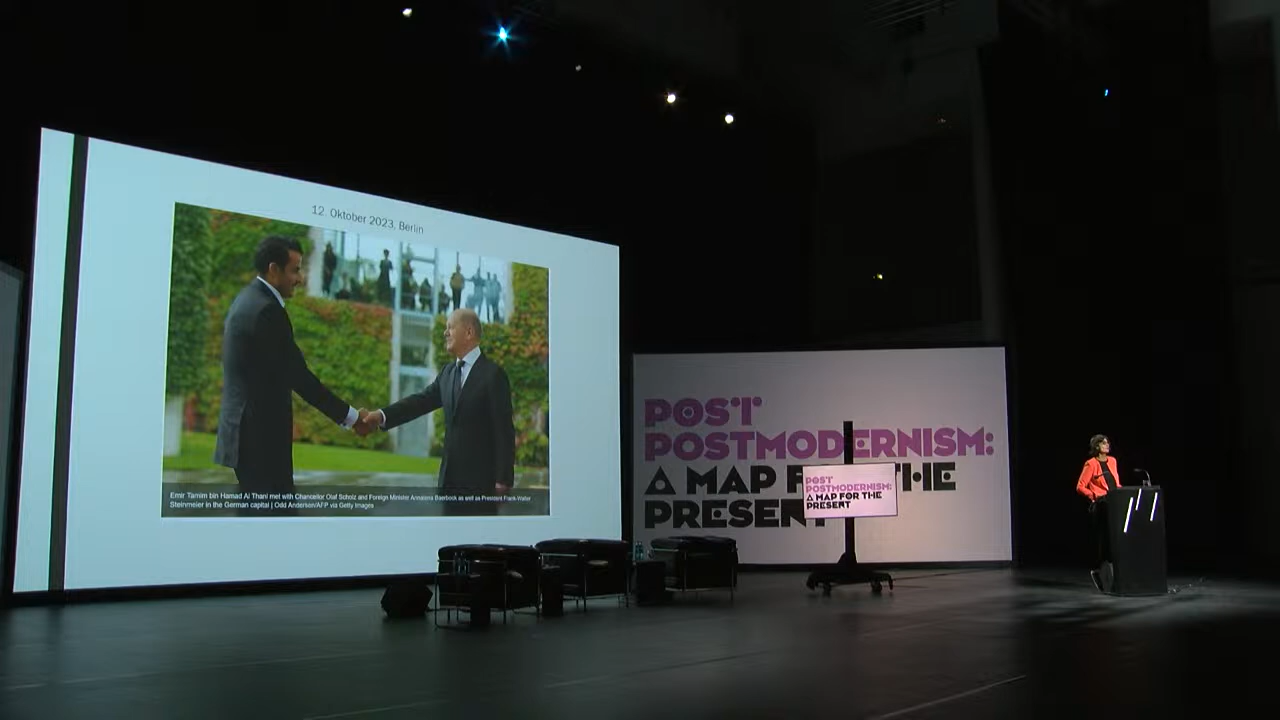 12. Oktober 2023, Berlin
Emir Tamim bin Hamad Al Thani met with Chancellor Olaf Scholz and Foreign Minister Annalena Baerbock as well as President Frank-Walter
Steinmeier in the German capital | Odd Andersen/AFP via Getty Images
POST
POSTMODERNISM:
A MAP F THE
PRESENT
POST
POSTMODERNISM:
A MAP FOR THE
PRESENT